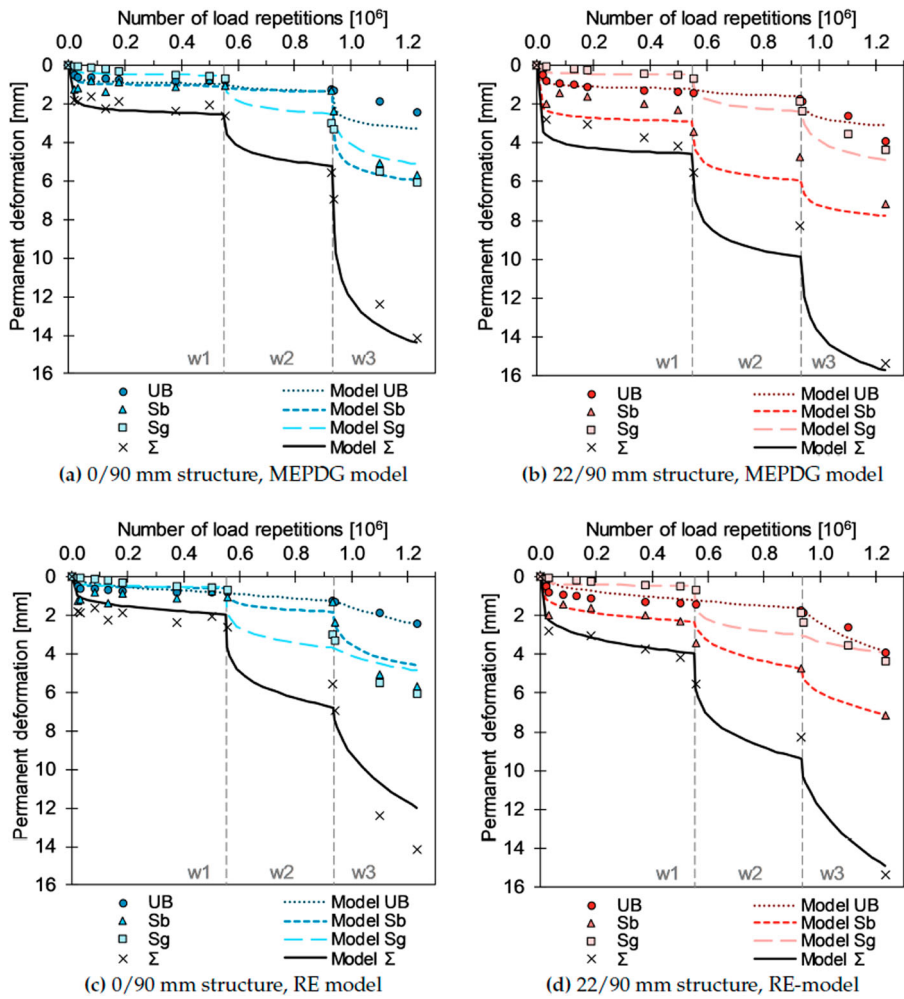 Number of load repetitions [10⁶]
0.0 0.2 0.4 0.6 0.8 1.0 1.2
Permanent deformation [mm]
0
2
4
6
8
10
12
14
16
w1 w2 w3
UB Model UB
Sb Model Sb
Sg Model Sg
Σ Model Σ
(a) 0/90 mm structure, MEPDG model
Number of load repetitions [10⁶]
0.0 0.2 0.4 0.6 0.8 1.0 1.2
Permanent deformation [mm]
0
2
4
6
8
10
12
14
16
w1 w2 w3
UB Model UB
Sb Model Sb
Sg Model Sg
Σ Model Σ
(b) 22/90 mm structure, MEPDG model
Number of load repetitions [10⁶]
0.0 0.2 0.4 0.6 0.8 1.0 1.2
Permanent deformation [mm]
0
2
4
6
8
10
12
14
16
w1 w2 w3
UB Model UB
Sb Model Sb
Sg Model Sg
Σ Model Σ
(c) 0/90 mm structure, RE model
Number of load repetitions [10⁶]
0.0 0.2 0.4 0.6 0.8 1.0 1.2
Permanent deformation [mm]
0
2
4
6
8
10
12
14
16
w1 w2 w3
UB Model UB
Sb Model Sb
Sg Model Sg
Σ Model Σ
(d) 22/90 mm structure, RE-model